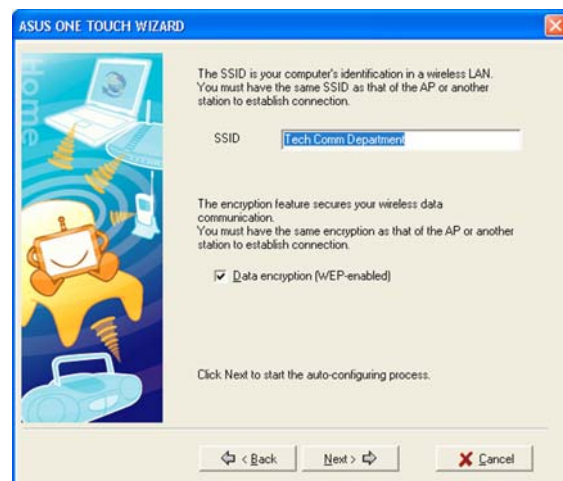 ASUS ONE TOUCH WIZARD
Home
The SSID is your computer's identification in a wireless LAN.
You must have the same SSID as that of the AP or another
station to establish connection.
SSID
Tech Comm Department
The encryption feature secures your wireless data
communication.
You must have the same encryption as that of the AP or another
station to establish connection.
Data encryption (WEP-enabled)
Click Next to start the auto-configuring process.
< Back
Next >
Cancel